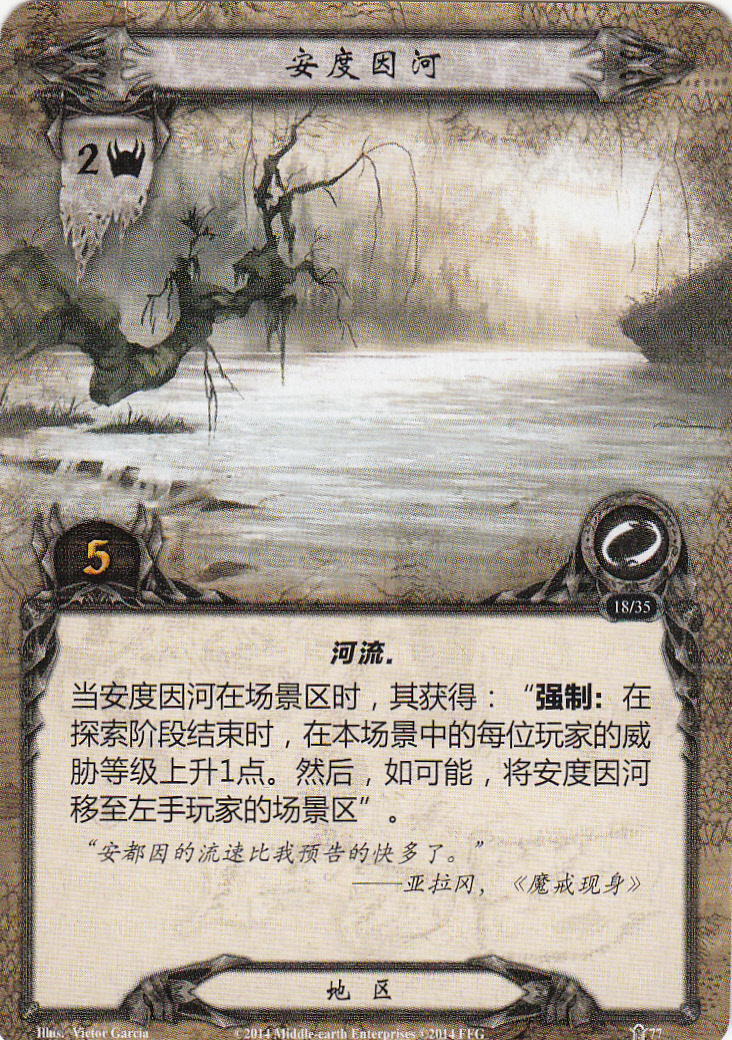 安度因河
2
5
18/35
河流.
当安度因河在场景区时，其获得：“强制：在
探索阶段结束时，在本场景中的每位玩家的威
胁等级上升1点。然后，如可能，将安度因河
移至左手玩家的场景区”。
“安都因的流速比我预告的快多了。”
——亚拉冈，《魔戒现身》
地区
Illus. Victor Garcia
©2014 Middle-earth Enterprises ©2014 FFG
77